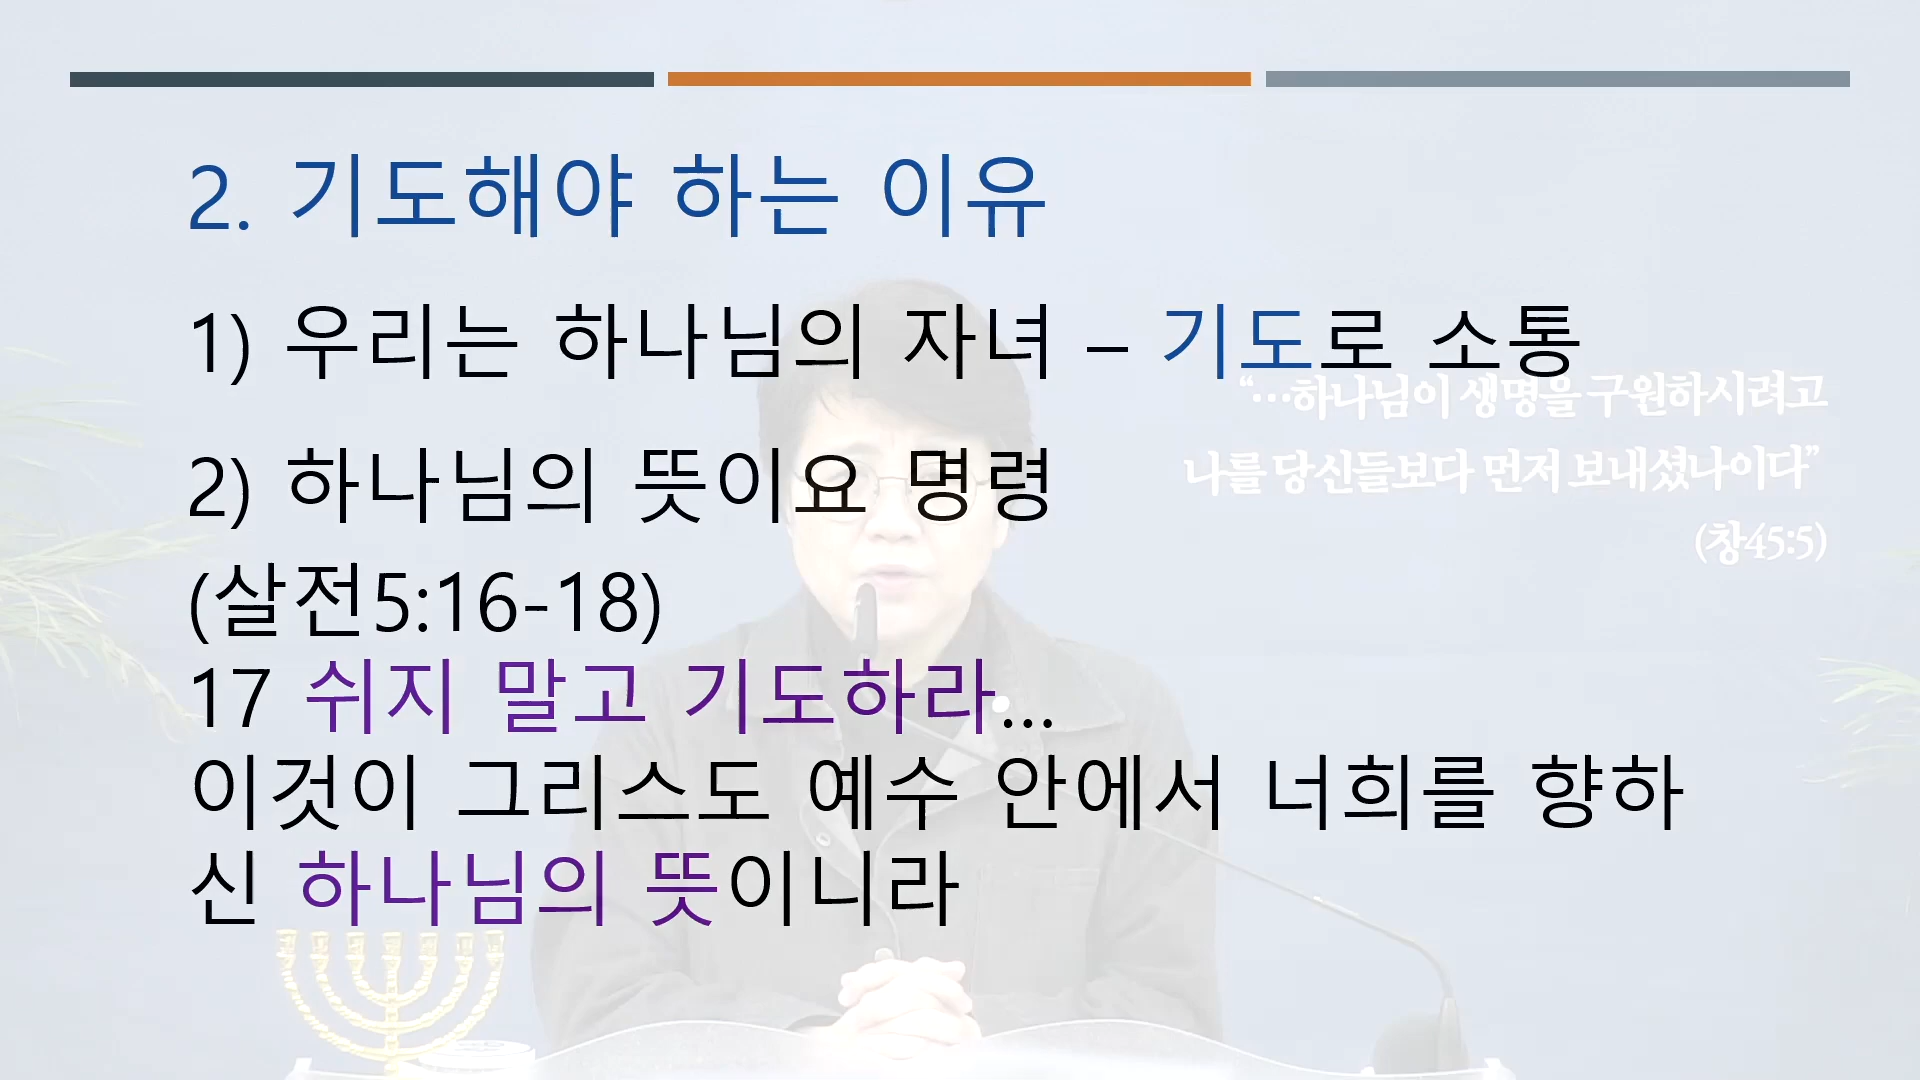 2. 기도해야 하는 이유
1) 우리는 하나님의 자녀 – 기도로 소통
“…하나님이 생명을 구원하시려고
나를 당신들보다 먼저 보내셨나이다”
(창45:5)
2) 하나님의 뜻이요 명령
(살전5:16-18)
17 쉬지 말고 기도하라...
이것이 그리스도 예수 안에서 너희를 향하
신 하나님의 뜻이니라